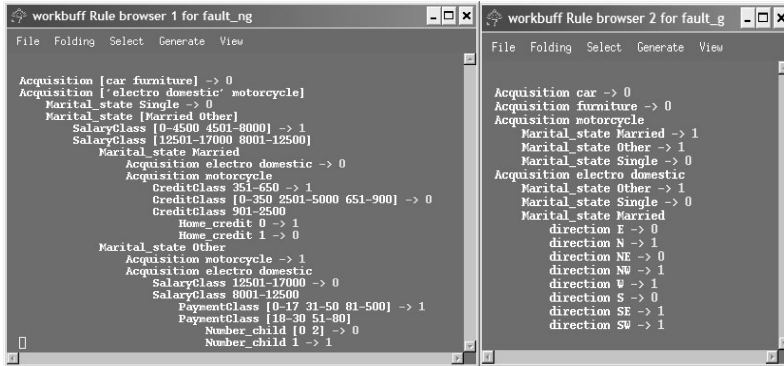 workbuff Rule browser 1 for fault_ng
File Folding Select Generate View
Acquisition [car furniture] -> 0
Acquisition ['electro domestic' motorcycle]
Marital_state Single -> 0
Marital_state [Married Other]
SalaryClass [0-4500 4501-8000] -> 1
SalaryClass [12501-17000 8001-12500]
Marital_state Married
Acquisition electro domestic -> 0
Acquisition motorcycle
CreditClass 351-650 -> 1
CreditClass [0-350 2501-5000 651-900] -> 0
CreditClass 901-2500
Home_credit 0 -> 1
Home_credit 1 -> 0
Marital_state Other
Acquisition motorcycle -> 1
Acquisition electro domestic
SalaryClass 12501-17000 -> 0
SalaryClass 8001-12500
PaymentClass [0-17 31-50 81-500] -> 1
PaymentClass [18-30 51-80]
Number_child [0 2] -> 0
Number_child 1 -> 1
workbuff Rule browser 2 for fault_g
File Folding Select Generate View
Acquisition car -> 0
Acquisition furniture -> 0
Acquisition motorcycle
Marital_state Married -> 1
Marital_state Other -> 1
Marital_state Single -> 0
Acquisition electro domestic
Marital_state Other -> 1
Marital_state Single -> 0
Marital_state Married
direction E -> 0
direction N -> 1
direction NE -> 0
direction NW -> 1
direction W -> 1
direction S -> 0
direction SE -> 1
direction SW -> 1